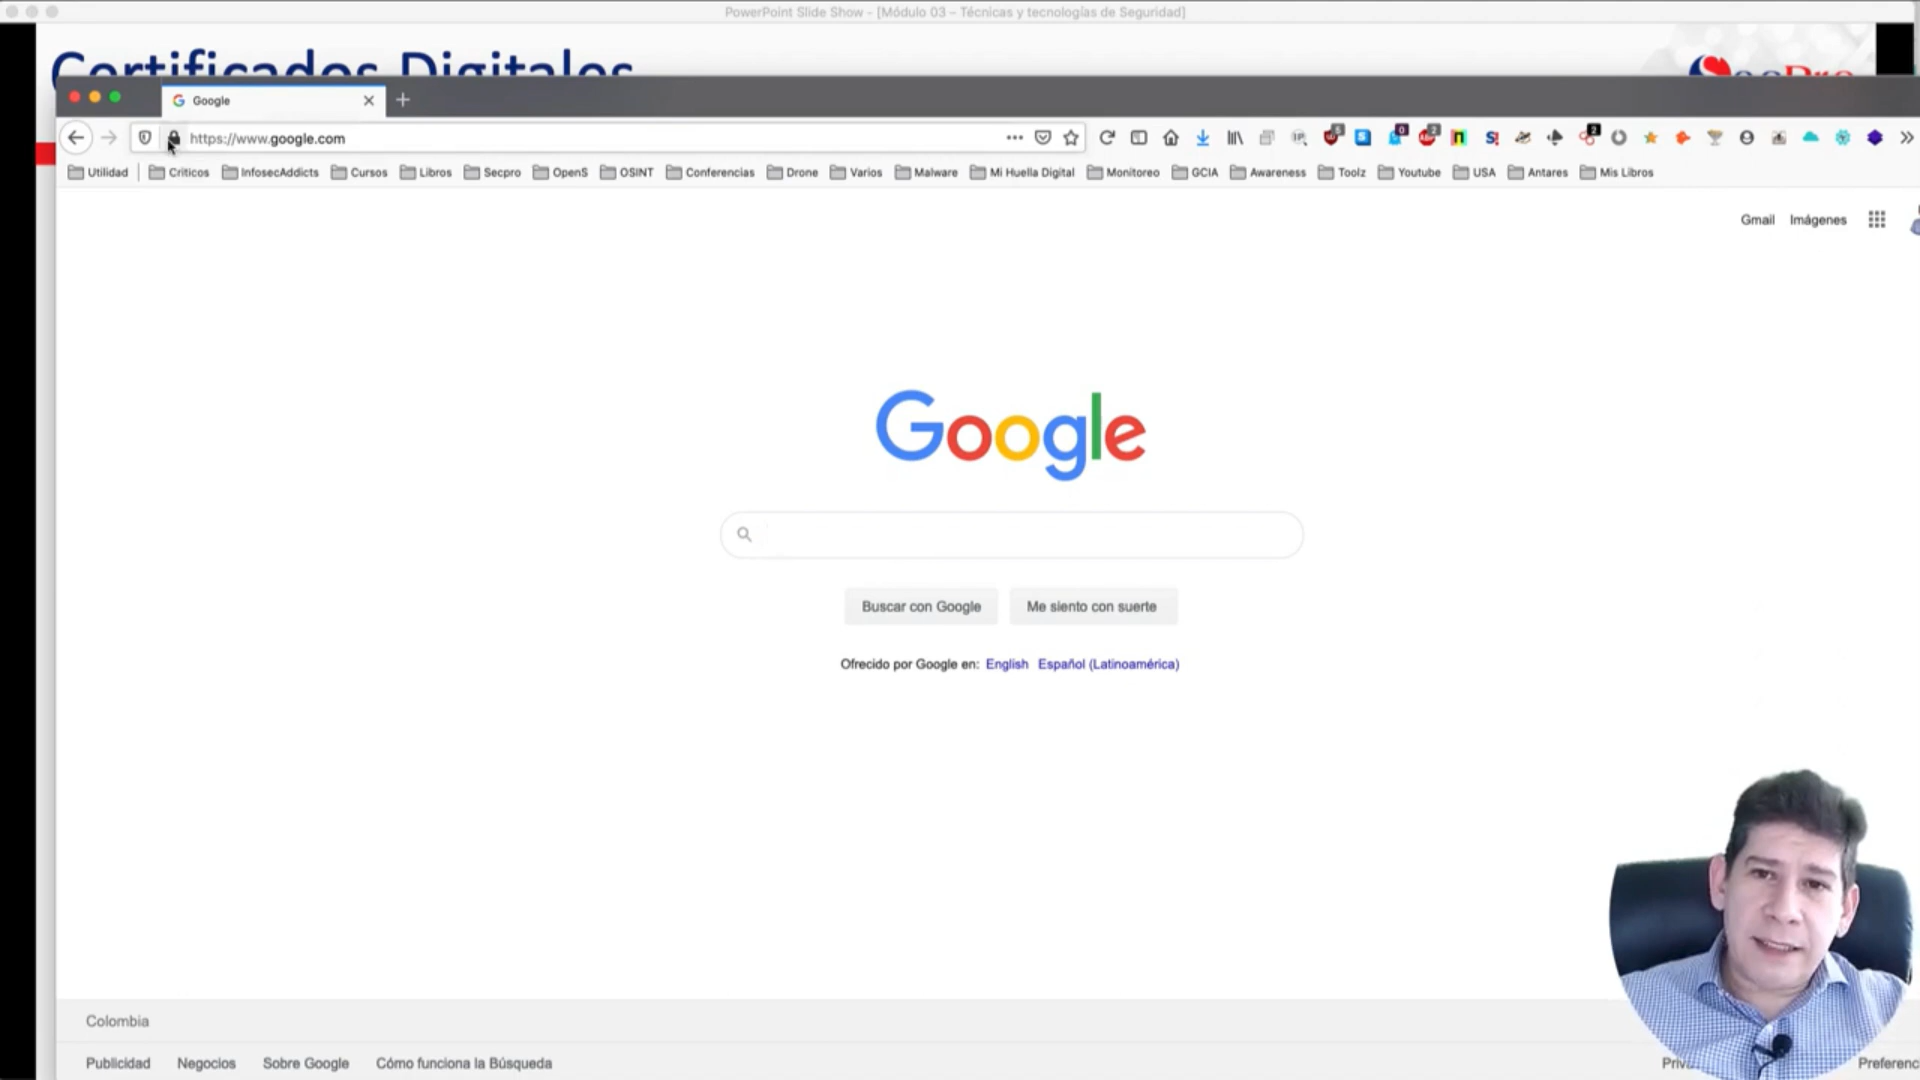 PowerPoint Slide Show - [Módulo 03 – Técnicas y tecnologías de Seguridad]
Certificados Digitales
SecPro
Google
https://www.google.com
Utilidad Criticos InfosecAddicts Cursos Libros Secpro OpenS OSINT Conferencias Drone Varios Malware Mi Huella Digital Monitoreo GCIA Awareness Toolz Youtube USA Antares Mis Libros
Gmail Imágenes
Google
Buscar con Google Me siento con suerte
Ofrecido por Google en: English Español (Latinoamérica)
Colombia
Publicidad Negocios Sobre Google Cómo funciona la Búsqueda Priv Preferenc